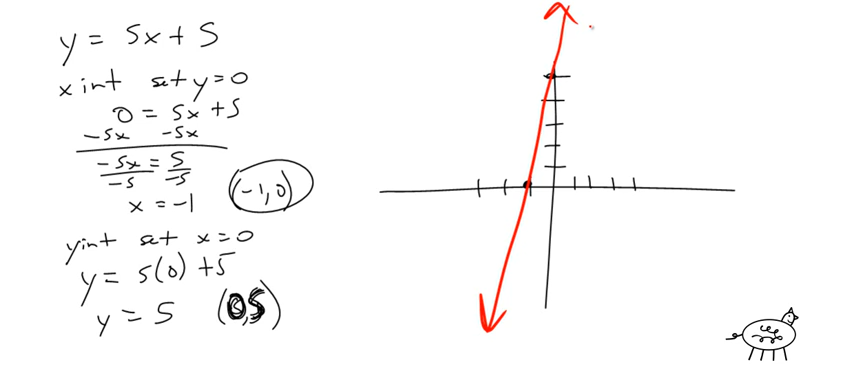 y = 5x + 5
x int set y = 0
0 = 5x + 5
-5x -5x
-5x = 5
-5 -5
x = -1 (-1, 0)
y int set x = 0
y = 5(0) + 5
y = 5 (0, 5)